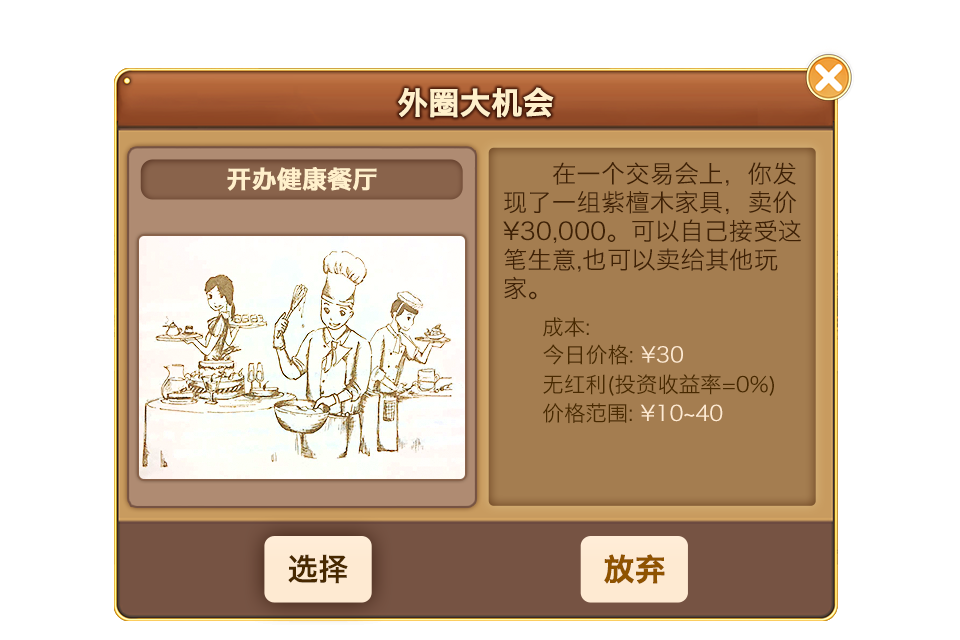 外圈大机会
开办健康餐厅
在一个交易会上，你发
现了一组紫檀木家具，卖价
¥30,000。可以自己接受这
笔生意,也可以卖给其他玩
家。
成本:
今日价格: ¥30
无红利(投资收益率=0%)
价格范围: ¥10~40
选择
放弃